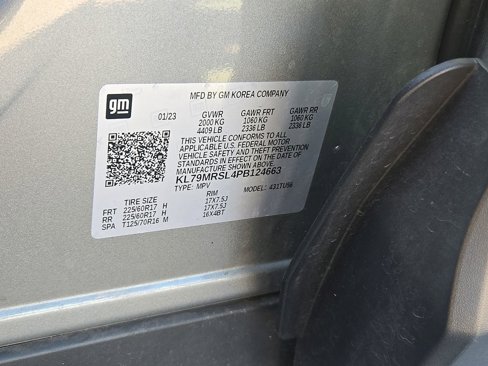 gm
MFD BY GM KOREA COMPANY
01/23 GVWR GAWR FRT GAWR RR
2000 KG 1060 KG 1060 KG
4409 LB 2336 LB 2336 LB
THIS VEHICLE CONFORMS TO ALL
APPLICABLE U.S. FEDERAL MOTOR
VEHICLE SAFETY AND THEFT PREVENTION
STANDARDS IN EFFECT ON THE DATE OF
MANUFACTURE SHOWN ABOVE.
KL79MRSL4PB124663
TYPE: MPV MODEL: 431TU56
TIRE SIZE RIM
FRT 225/60R17 H 17X7.5J
RR 225/60R17 H 17X7.5J
SPA T125/70R16 M 16X4BT